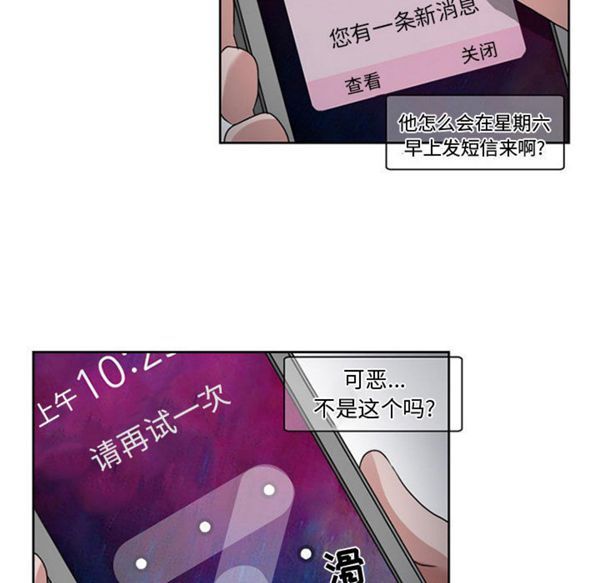 您有一条新消息
查看 关闭
他怎么会在星期六
早上发短信来啊?
上午10:2
请再试一次
可恶...
不是这个吗?
滑